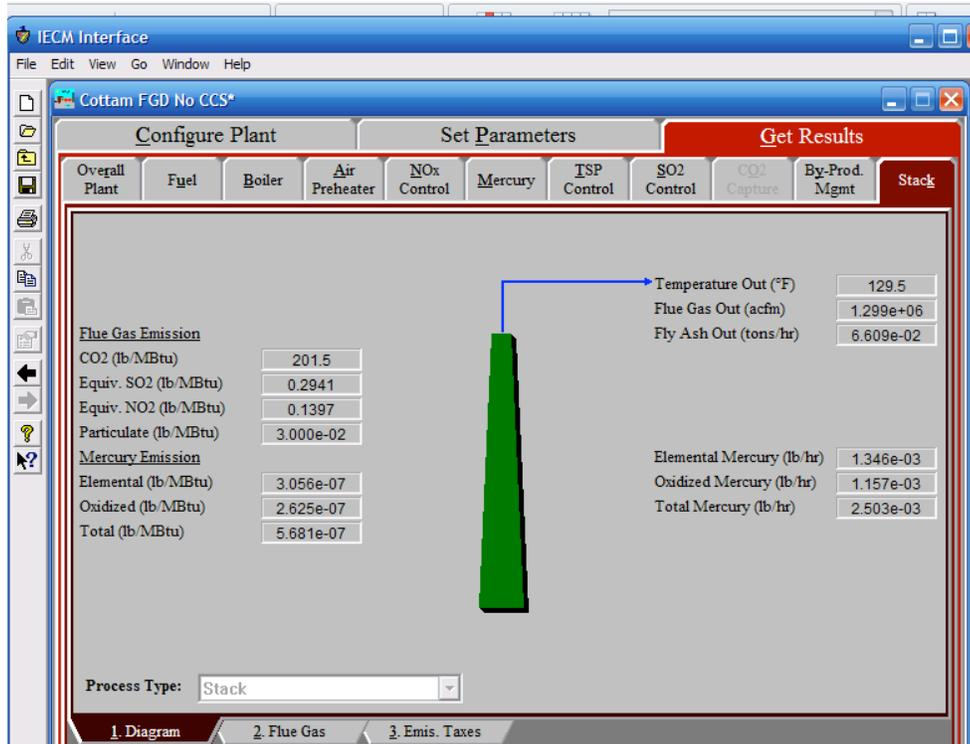 IECM Interface
File Edit View Go Window Help
Cottam FGD No CCS*
Configure Plant Set Parameters Get Results
Overall Plant Fuel Boiler Air Preheater NOx Control Mercury TSP Control SO2 Control CO2 Capture By-Prod. Mgmt Stack
Temperature Out (°F) 129.5
Flue Gas Out (acfm) 1.299e+06
Fly Ash Out (tons/hr) 6.609e-02
Flue Gas Emission
CO2 (lb/MBtu) 201.5
Equiv. SO2 (lb/MBtu) 0.2941
Equiv. NO2 (lb/MBtu) 0.1397
Particulate (lb/MBtu) 3.000e-02
Mercury Emission
Elemental (lb/MBtu) 3.056e-07
Oxidized (lb/MBtu) 2.625e-07
Total (lb/MBtu) 5.681e-07
Elemental Mercury (lb/hr) 1.346e-03
Oxidized Mercury (lb/hr) 1.157e-03
Total Mercury (lb/hr) 2.503e-03
Process Type: Stack
1. Diagram 2. Flue Gas 3. Emis. Taxes